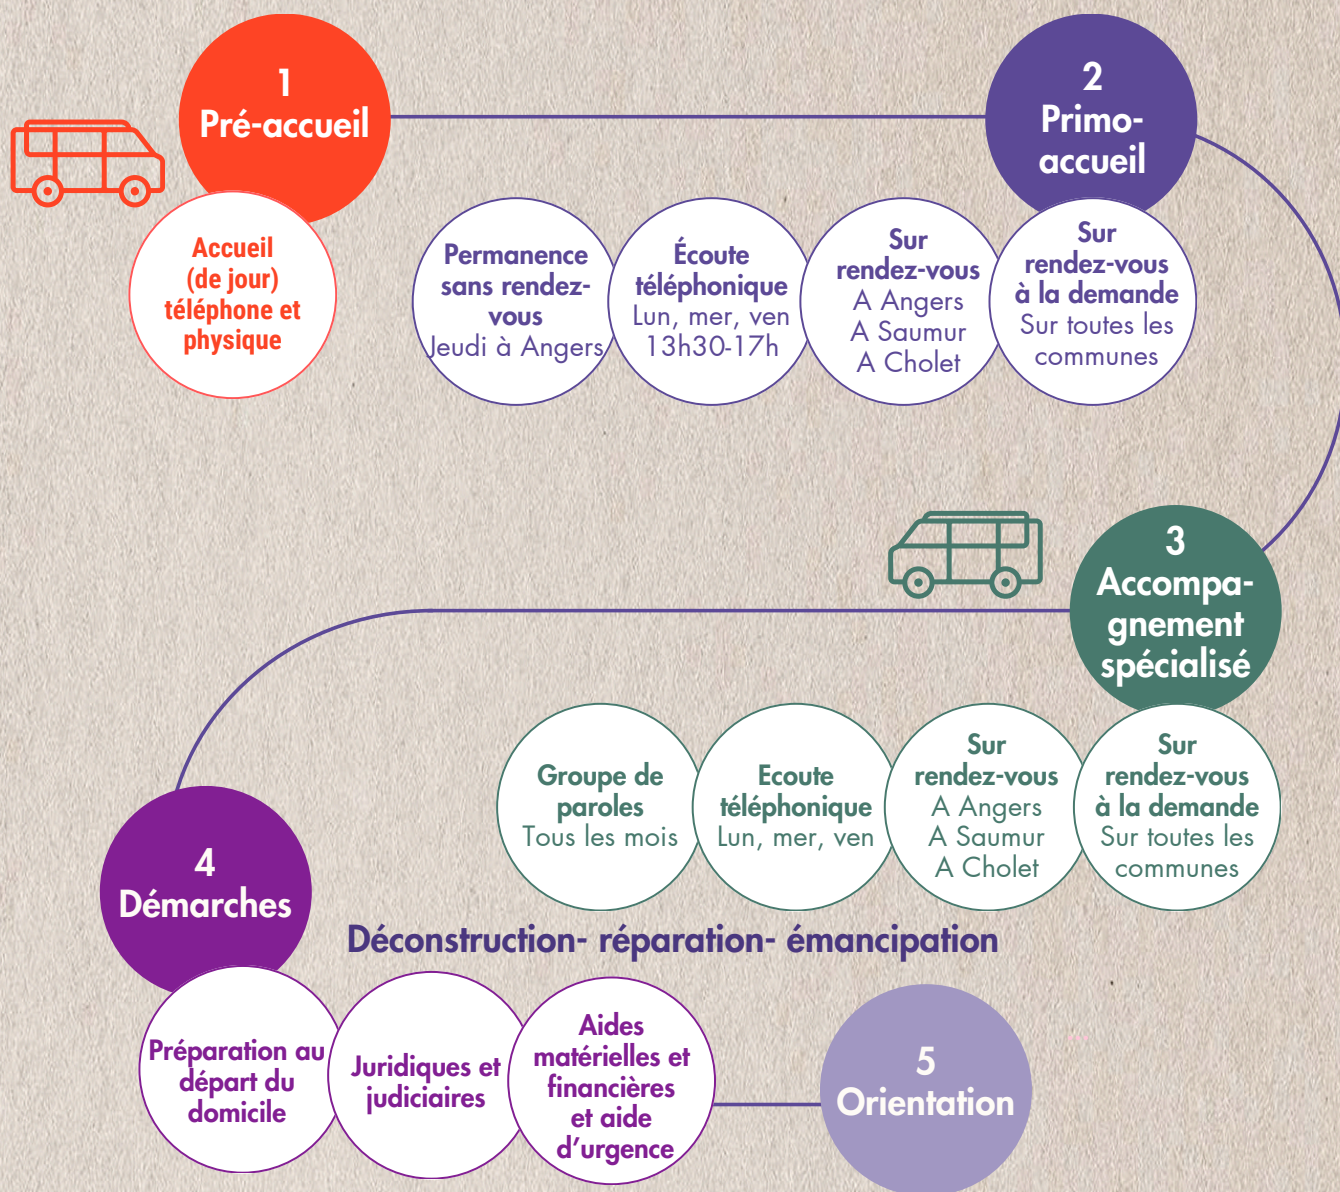 1
Pré-accueil
2
Primo-
accueil
Accueil
(de jour)
téléphone et
physique
Permanence
sans rendez-
vous
Jeudi à Angers
Écoute
téléphonique
Lun, mer, ven
13h30-17h
Sur
rendez-vous
A Angers
A Saumur
A Cholet
Sur
rendez-vous
à la demande
Sur toutes les
communes
3
Accompa-
gnement
spécialisé
Groupe de
paroles
Tous les mois
Ecoute
téléphonique
Lun, mer, ven
Sur
rendez-vous
A Angers
A Saumur
A Cholet
Sur
rendez-vous
à la demande
Sur toutes les
communes
4
Démarches
Déconstruction- réparation- émancipation
Préparation au
départ du
domicile
Juridiques et
judiciaires
Aides
matérielles et
financières
et aide
d’urgence
5
Orientation